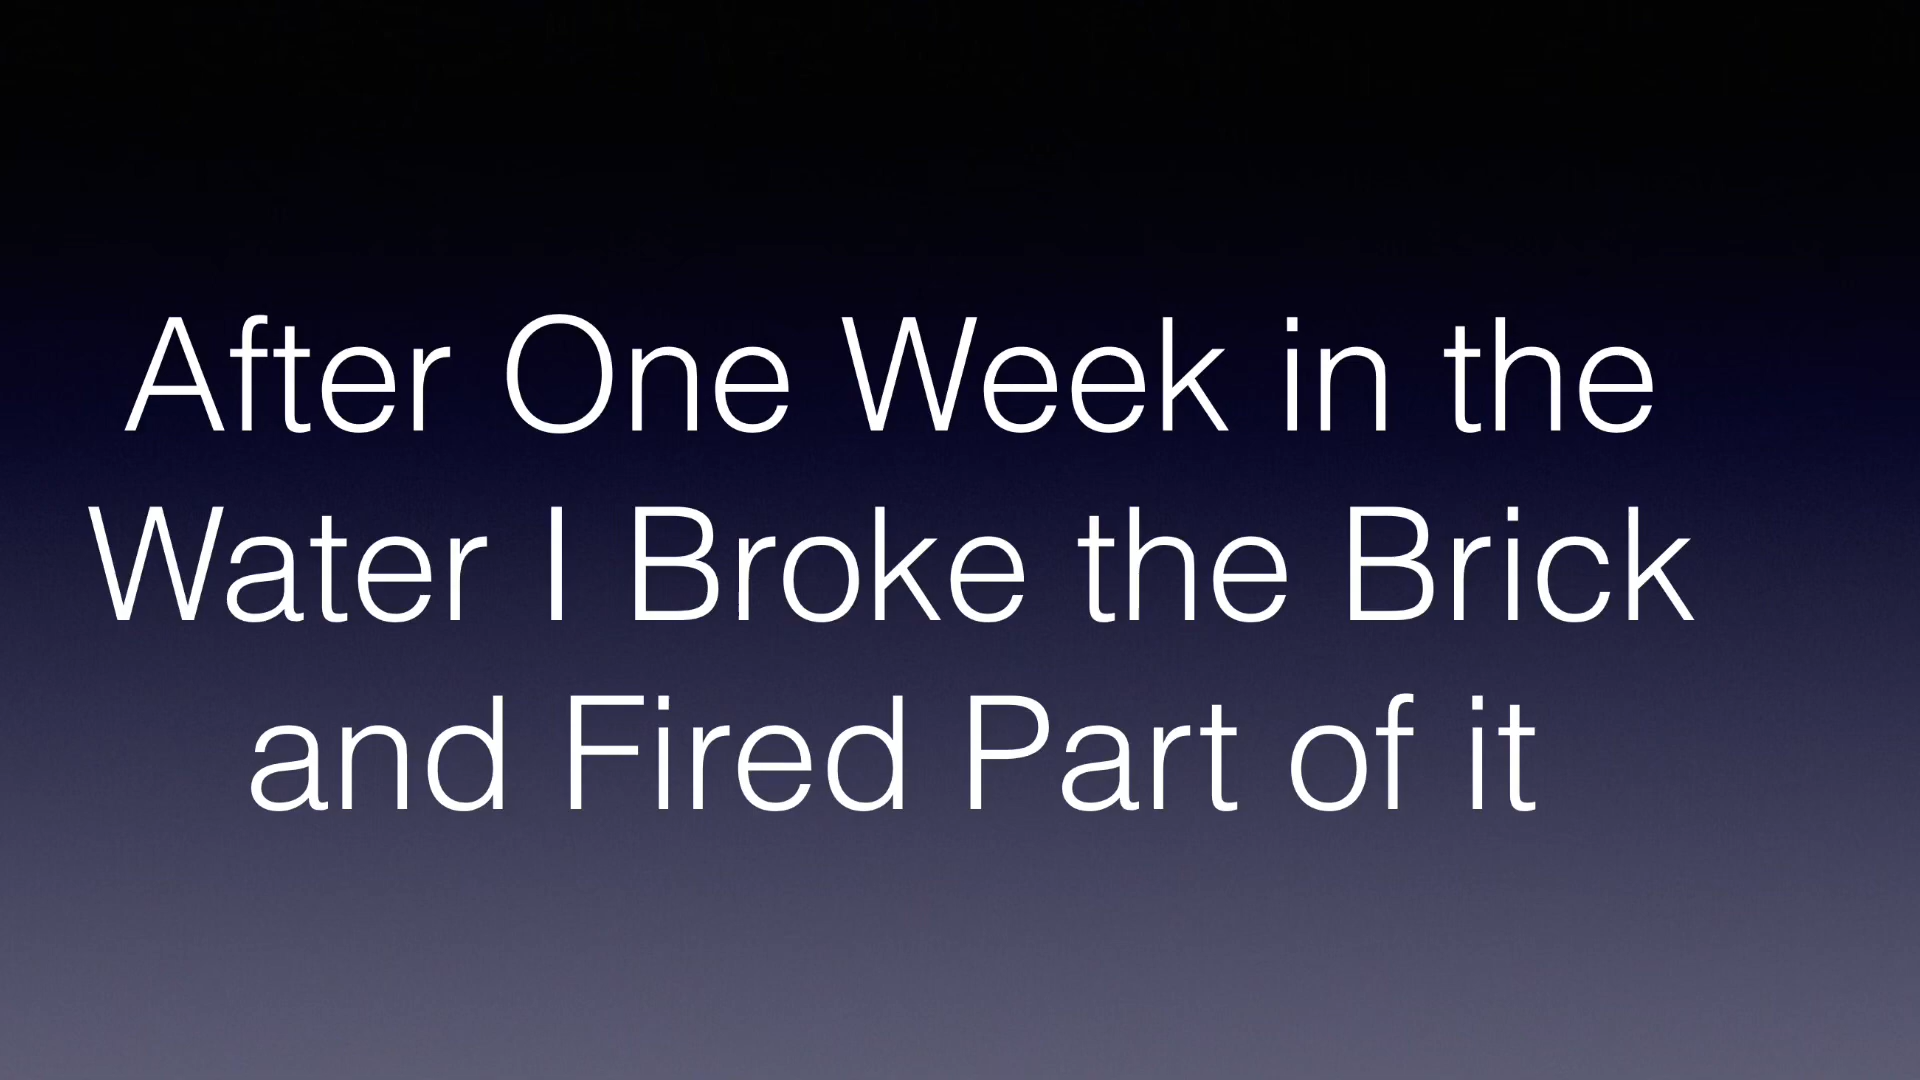 After One Week in the
Water I Broke the Brick
and Fired Part of it